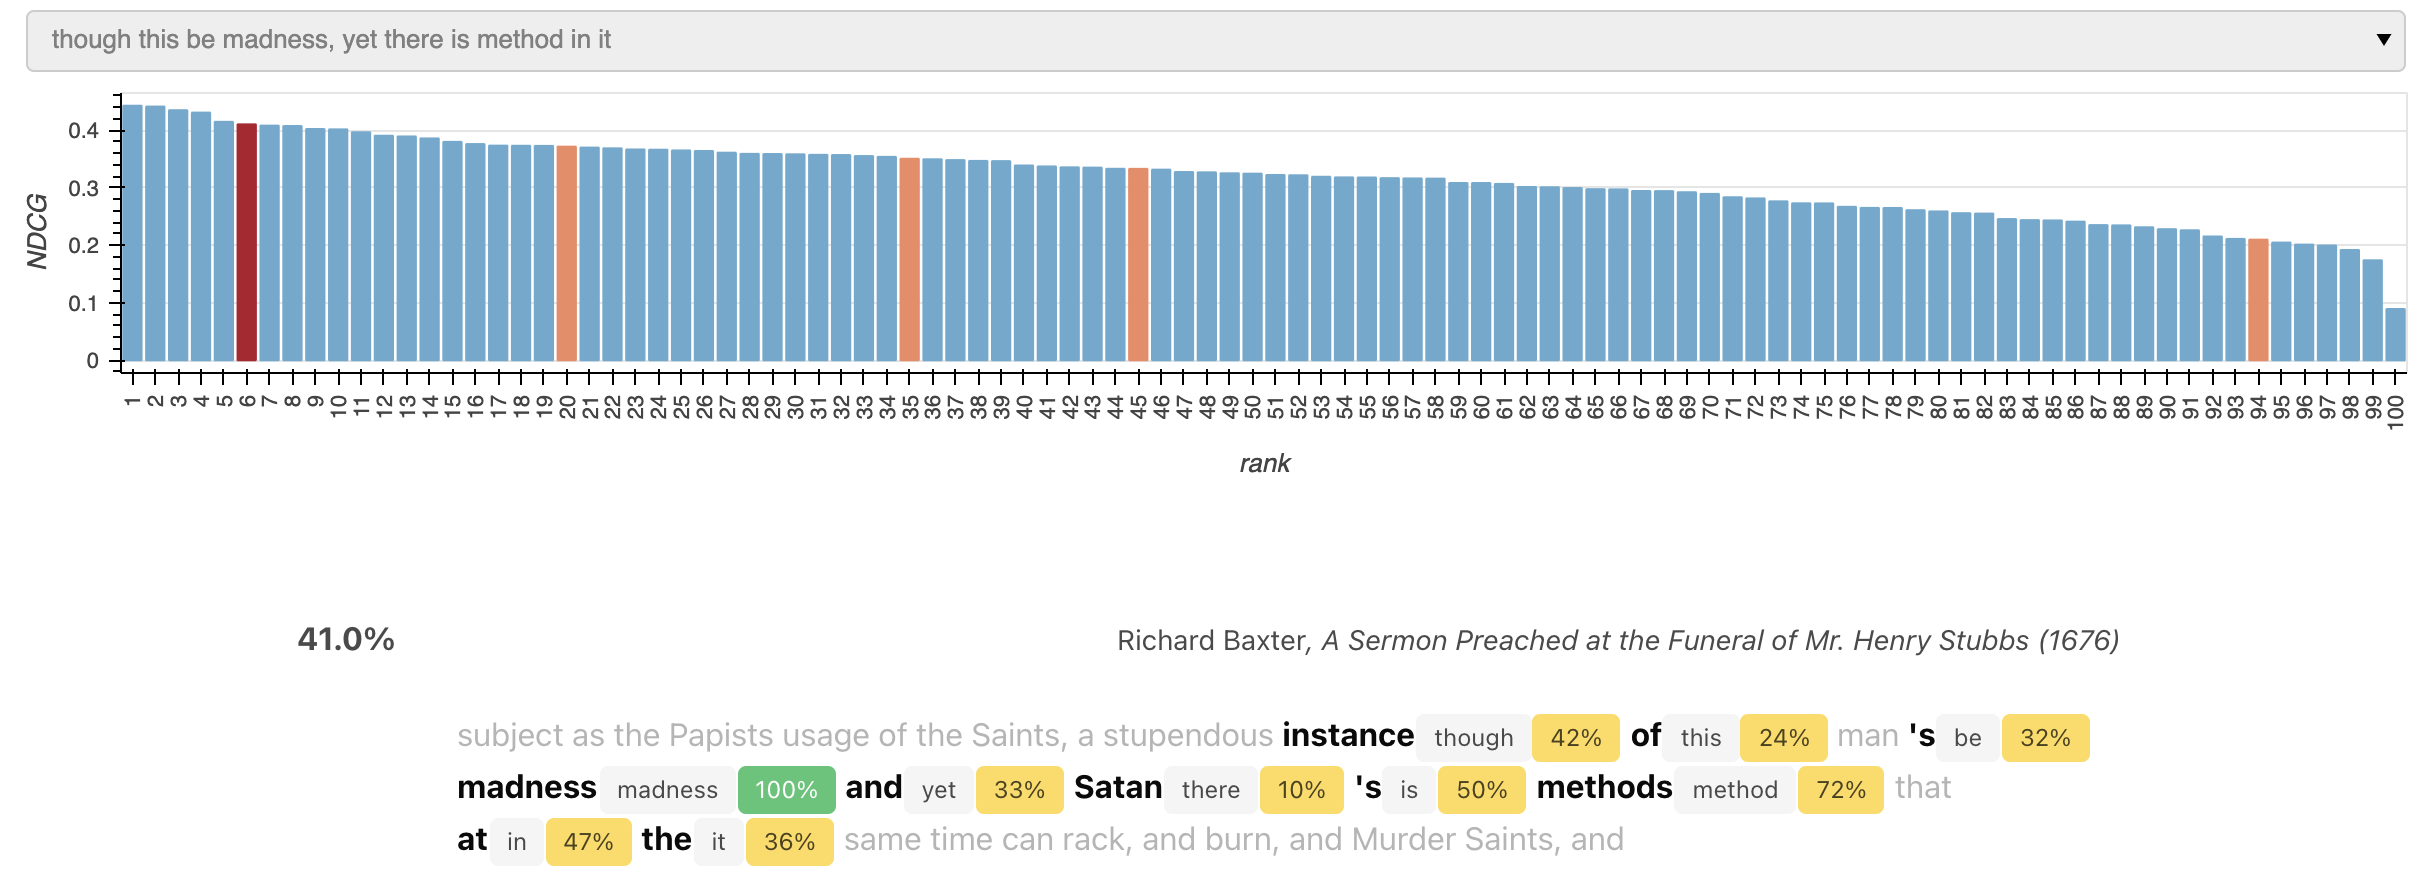 though this be madness, yet there is method in it ▼
0.4
0.3
0.2
0.1
0
NDCG
1 2 3 4 5 6 7 8 9 10 11 12 13 14 15 16 17 18 19 20 21 22 23 24 25 26 27 28 29 30 31 32 33 34 35 36 37 38 39 40 41 42 43 44 45 46 47 48 49 50 51 52 53 54 55 56 57 58 59 60 61 62 63 64 65 66 67 68 69 70 71 72 73 74 75 76 77 78 79 80 81 82 83 84 85 86 87 88 89 90 91 92 93 94 95 96 97 98 99 100
rank
41.0% Richard Baxter, A Sermon Preached at the Funeral of Mr. Henry Stubbs (1676)
subject as the Papists usage of the Saints, a stupendous instance though 42% of this 24% man 's be 32%
madness madness 100% and yet 33% Satan there 10% 's is 50% methods method 72% that
at in 47% the it 36% same time can rack, and burn, and Murder Saints, and